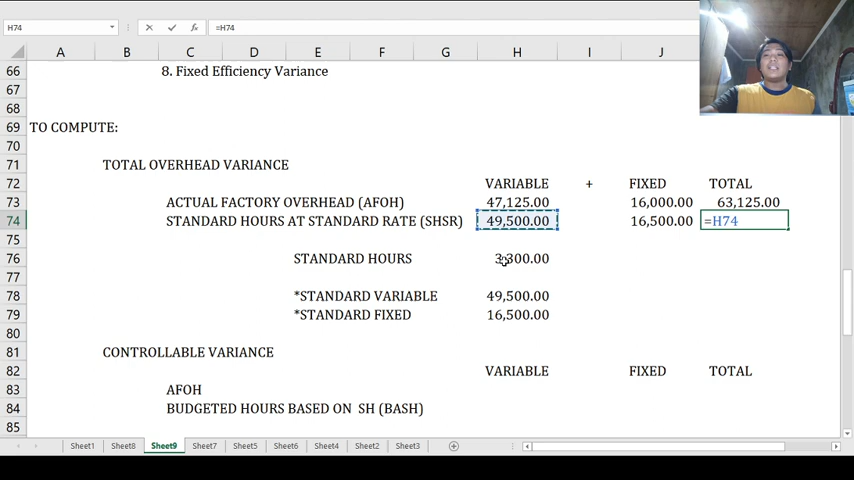 H74 =H74
A B C D E F G H I J
66 8. Fixed Efficiency Variance
67
68
69 TO COMPUTE:
70
71 TOTAL OVERHEAD VARIANCE
72 VARIABLE + FIXED TOTAL
73 ACTUAL FACTORY OVERHEAD (AFOH) 47,125.00 16,000.00 63,125.00
74 STANDARD HOURS AT STANDARD RATE (SHSR) 49,500.00 16,500.00 =H74
75
76 STANDARD HOURS 3,300.00
77
78 *STANDARD VARIABLE 49,500.00
79 *STANDARD FIXED 16,500.00
80
81 CONTROLLABLE VARIANCE
82 VARIABLE FIXED TOTAL
83 AFOH
84 BUDGETED HOURS BASED ON SH (BASH)
85
Sheet1 Sheet8 Sheet9 Sheet7 Sheet5 Sheet6 Sheet4 Sheet2 Sheet3